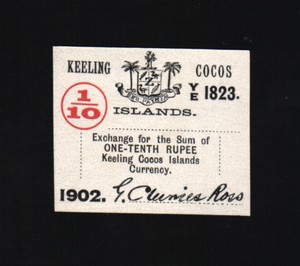 KEELING COCOS
1/10 YE 1823.
ISLANDS.
Exchange for the Sum of
ONE-TENTH RUPEE
Keeling Cocos Islands
Currency.
1902. G. Clunies Ross